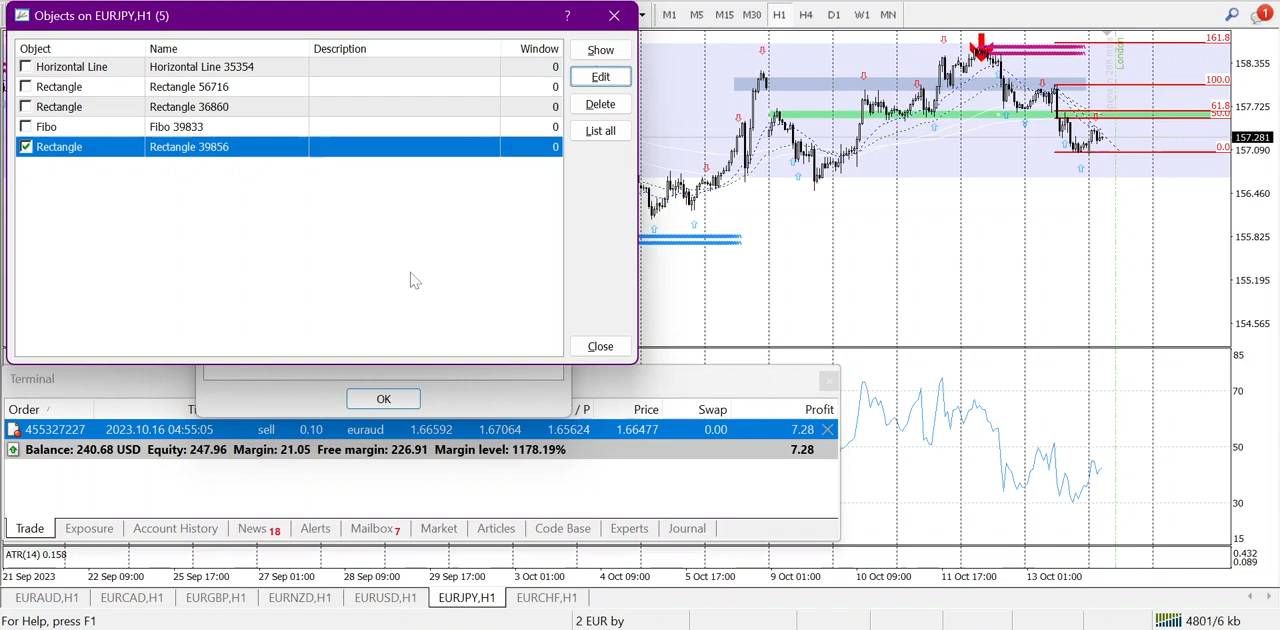 Objects on EURJPY,H1 (5)
?
M1 M5 M15 M30 H1 H4 D1 W1 MN
1
Object Name Description Window
Horizontal Line Horizontal Line 35354 0
Rectangle Rectangle 56716 0
Rectangle Rectangle 36860 0
Fibo Fibo 39833 0
Rectangle Rectangle 39856 0
Show
Edit
Delete
List all
Close
161.8
100.0
61.8
50.0
0.0
London
158.355
157.725
157.281
157.090
156.460
155.825
155.195
154.565
85
70
50
30
15
0.432
0.089
OK
Terminal
Order / / P Price Swap Profit
455327227 2023.10.16 04:55:05 sell 0.10 euraud 1.66592 1.67064 1.65624 1.66477 0.00 7.28
Balance: 240.68 USD Equity: 247.96 Margin: 21.05 Free margin: 226.91 Margin level: 1178.19% 7.28
Trade Exposure Account History News 18 Alerts Mailbox 7 Market Articles Code Base Experts Journal
ATR(14) 0.158
21 Sep 2023 22 Sep 09:00 25 Sep 17:00 27 Sep 01:00 28 Sep 09:00 29 Sep 17:00 3 Oct 01:00 4 Oct 09:00 5 Oct 17:00 9 Oct 01:00 10 Oct 09:00 11 Oct 17:00 13 Oct 01:00
EURAUD,H1 EURCAD,H1 EURGBP,H1 EURNZD,H1 EURUSD,H1 EURJPY,H1 EURCHF,H1
For Help, press F1 2 EUR by 4801/6 kb